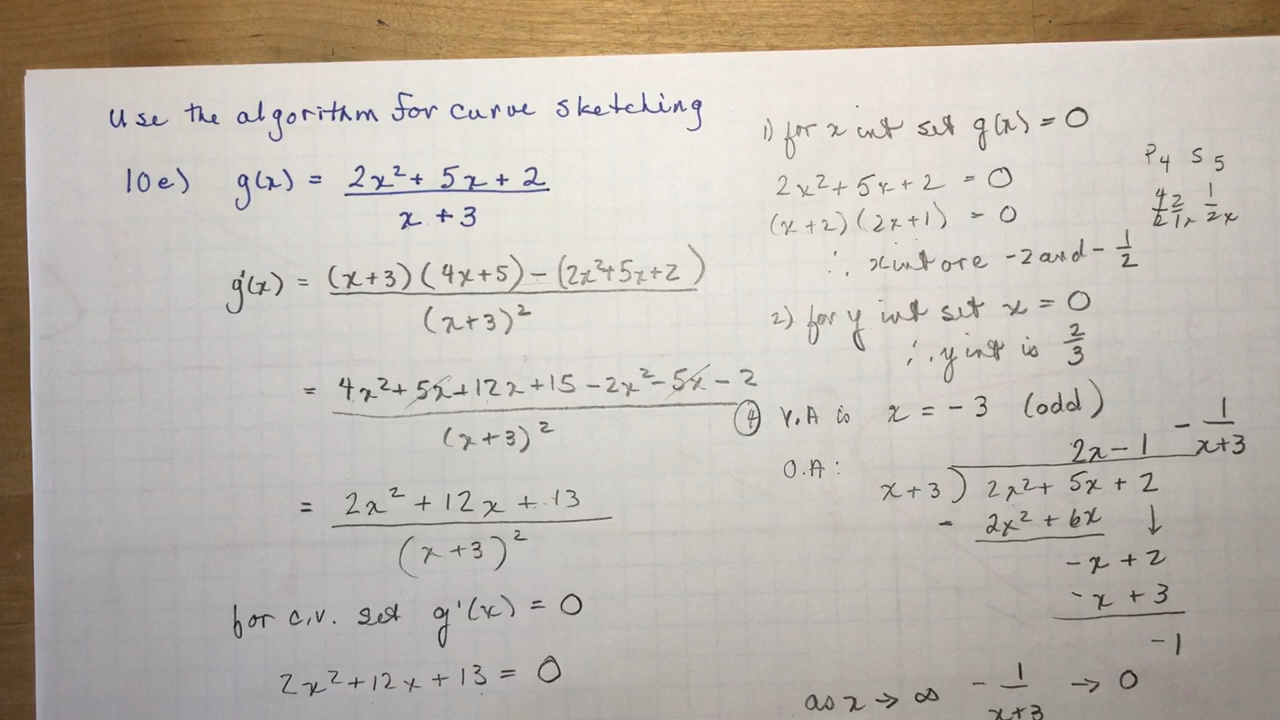 Use the algorithm for curve sketching
10e) g(x) = (2x² + 5x + 2) / (x + 3)
g'(x) = ((x+3)(4x+5) - (2x²+5x+2)) / (x+3)²
= (4x² + 5x + 12x + 15 - 2x² - 5x - 2) / (x+3)²
= (2x² + 12x + 13) / (x+3)²
for c.v. set g'(x) = 0
2x² + 12x + 13 = 0
1) for x int set g(x) = 0
P4 S5
2x² + 5x + 2 = 0
(x+2)(2x+1) = 0
∴ x int are -2 and - 1/2
2) for y int set x = 0
∴ y int is 2/3
④ V.A is x = -3 (odd)
O.A:
2x - 1 - 1/(x+3)
x+3 ) 2x² + 5x + 2
- 2x² + 6x ↓
-x + 2
-x + 3
-1
as x → ∞ - 1/(x+3) → 0